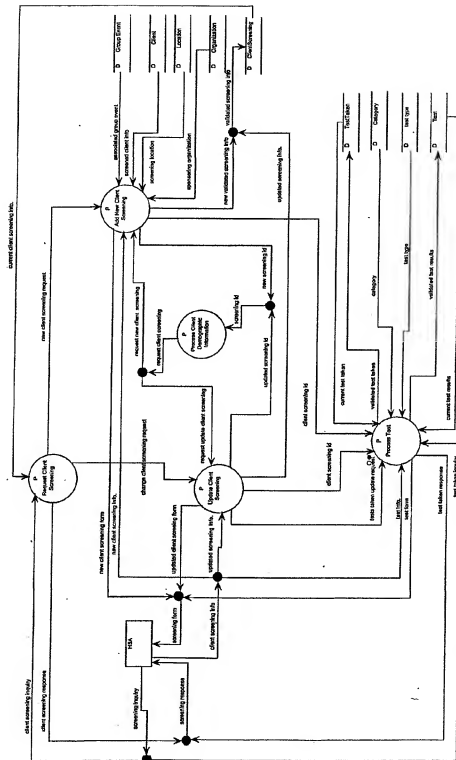 current client screening info.
D Group Event
D Client
D Location
D Organization
D ClientScreening
associated group event
screened client info
screening location
sponsoring organization
new validated screening info
validated screening info
updated screening info.
new client screening request
P
Add New Client
Screening
P
Request Client
Screening
P
Process Client
Demographic
Information
P
Update Client
Screening
P
Process Test
request new client screening
request client screening
request update client screening
change client screening request
screening id
new screening id
updated screening id
client screening id
client screening id
new client screening form
new client screening info.
updated client screening form
updated screening info.
screening form
client screening info
HSA
screening inquiry
screening response
client screening inquiry
client screening response
tests taken update request
test info.
test form
test taken response
test taken inquiry
D TestTaken
D Category
D test type
D Test
current test taken
validated test taken
category
test type
validated test results
current test results